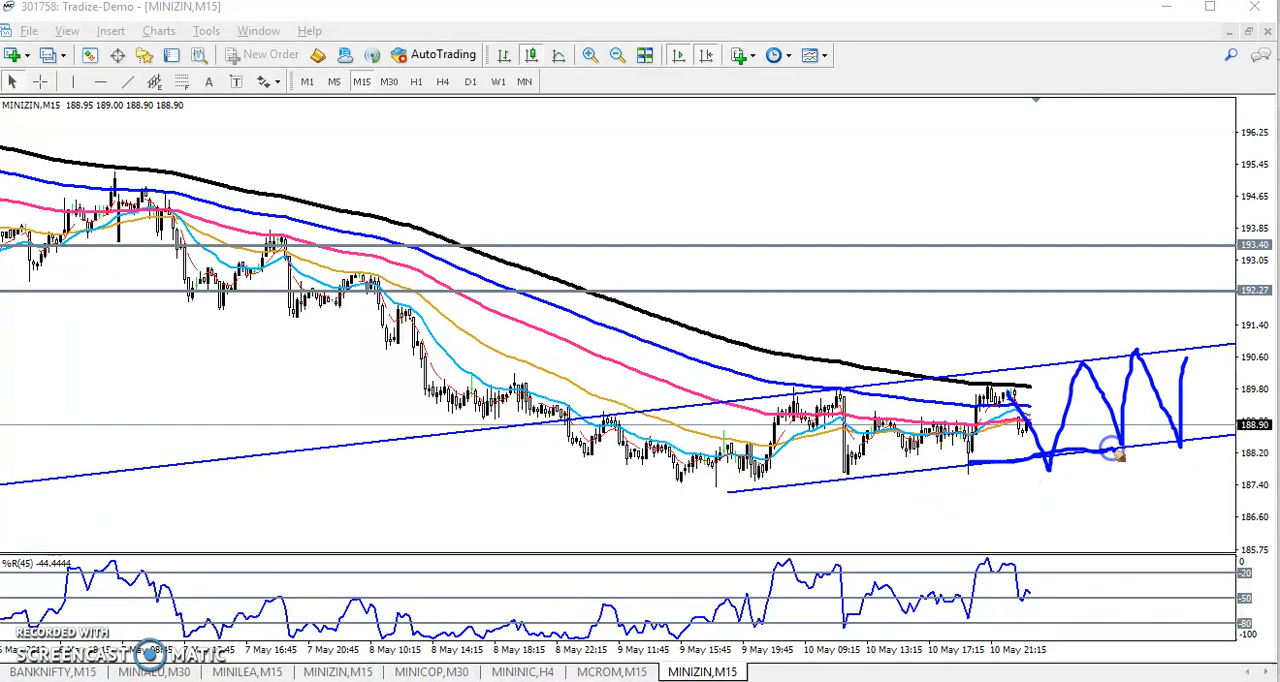 301758: Tradize-Demo - [MINIZIN,M15]
File View Insert Charts Tools Window Help
New Order AutoTrading
A T M1 M5 M15 M30 H1 H4 D1 W1 MN
MINIZIN,M15 188.95 189.00 188.90 188.90
196.25
195.45
194.65
193.85
193.40
193.05
192.27
191.40
190.60
189.80
188.90
188.20
187.40
186.60
185.75
%R(45) -44.4444
0
-20
-50
-80
-100
7 May 16:45 7 May 20:45 8 May 10:15 8 May 14:15 8 May 18:15 8 May 22:15 9 May 11:45 9 May 15:45 9 May 19:45 10 May 09:15 10 May 13:15 10 May 17:15 10 May 21:15
RECORDED WITH
SCREENCAST MATIC
BANKNIFTY,M15 MINIALU,M30 MINILEA,M15 MINIZIN,M15 MINICOP,M30 MININIC,H4 MCROM,M15 MINIZIN,M15